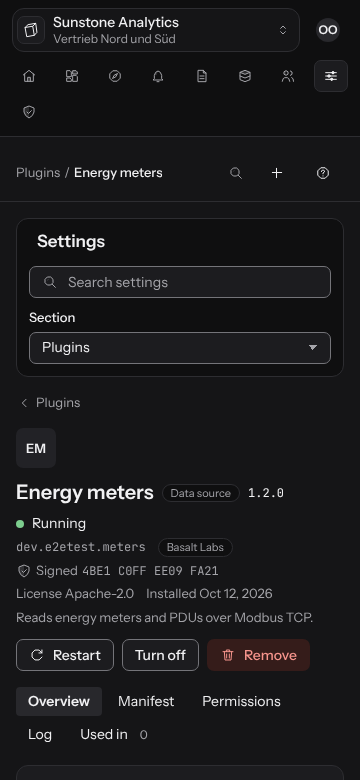 Sunstone Analytics
Vertrieb Nord und Süd
OO
Plugins / Energy meters
Settings
Search settings
Section
Plugins
Plugins
EM
Energy meters Data source 1.2.0
Running
dev.e2etest.meters Basalt Labs
Signed 4BE1 C0FF EE09 FA21
License Apache-2.0 Installed Oct 12, 2026
Reads energy meters and PDUs over Modbus TCP.
Restart Turn off Remove
Overview Manifest Permissions
Log Used in 0